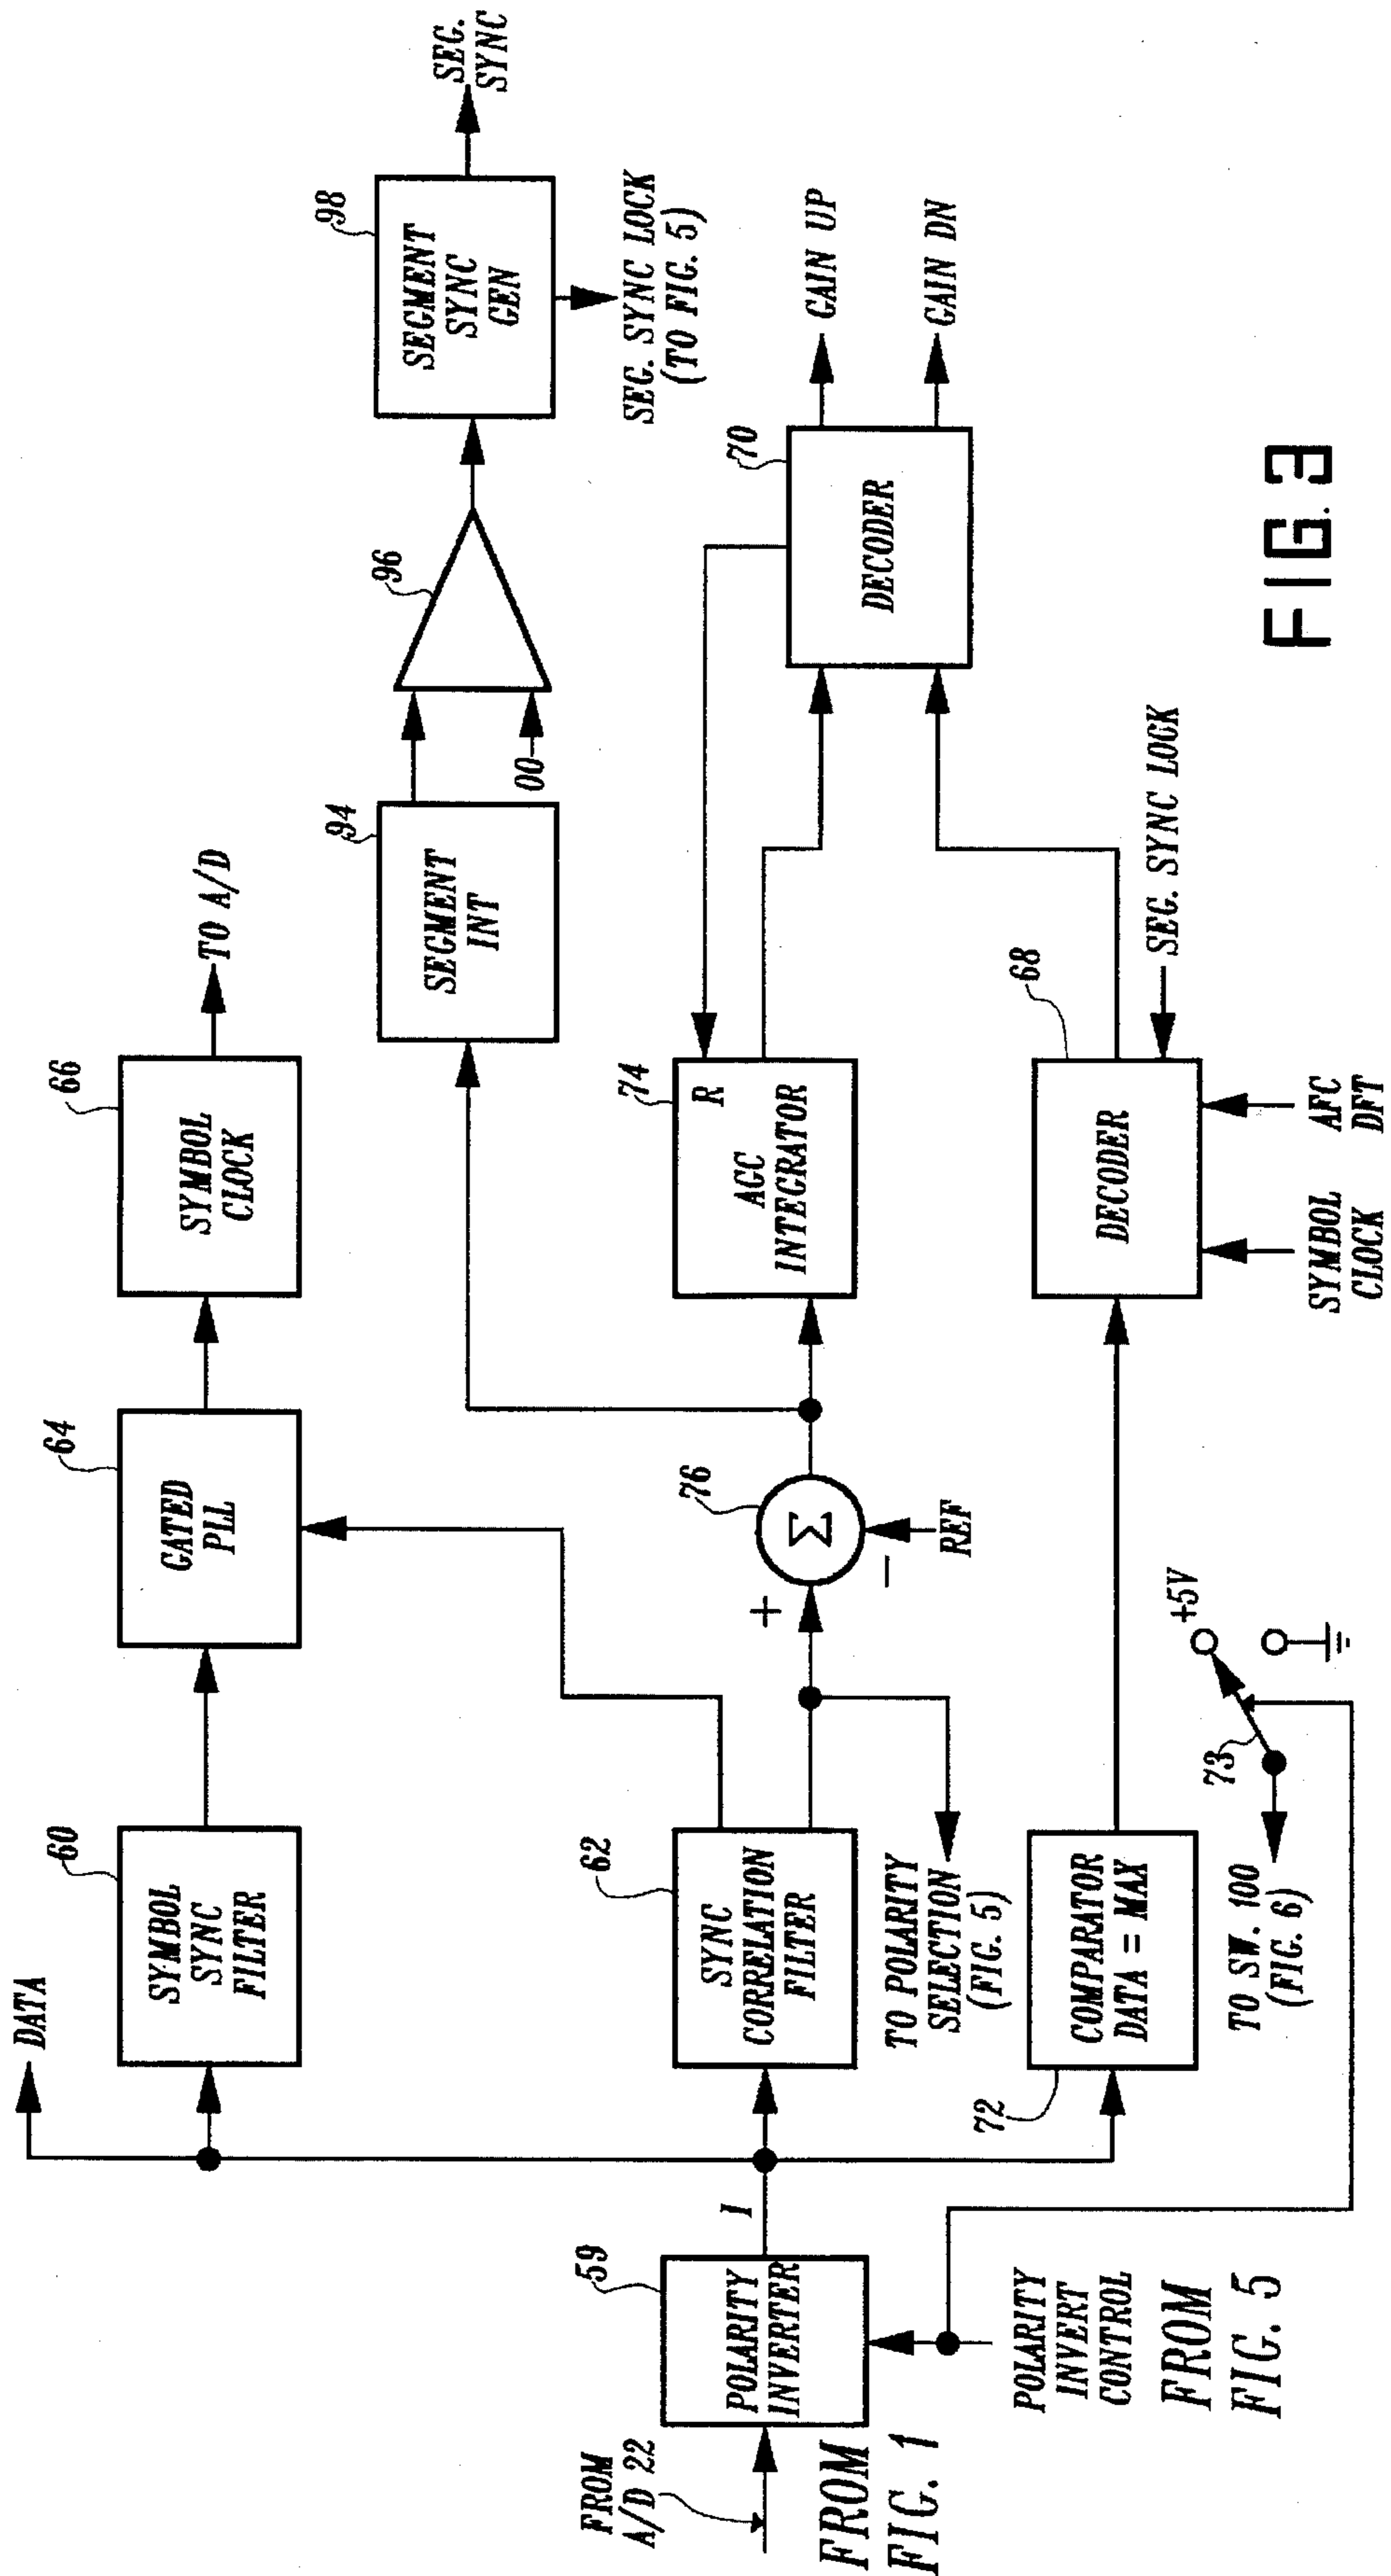 DATA
60
SYMBOL
SYNC
FILTER
64
GATED
PLL
66
SYMBOL
CLOCK
TO A/D
94
SEGMENT
INT
00
96
98
SEGMENT
SYNC
GEN
SEG.
SYNC
SEG. SYNC LOCK
(TO FIG. 5)
FROM
A/D 22
FROM
FIG. 1
59
POLARITY
INVERTER
I
POLARITY
INVERT
CONTROL
FROM
FIG. 5
62
SYNC
CORRELATION
FILTER
TO POLARITY
SELECTION
(FIG. 5)
+
76
Σ
−
REF
74
R
AGC
INTEGRATOR
70
DECODER
GAIN UP
GAIN DN
72
COMPARATOR
DATA = MAX
TO SW. 100
(FIG. 6)
73
+5V
68
DECODER
SYMBOL
CLOCK
AFC
DFT
SEG. SYNC LOCK
FIG. 3